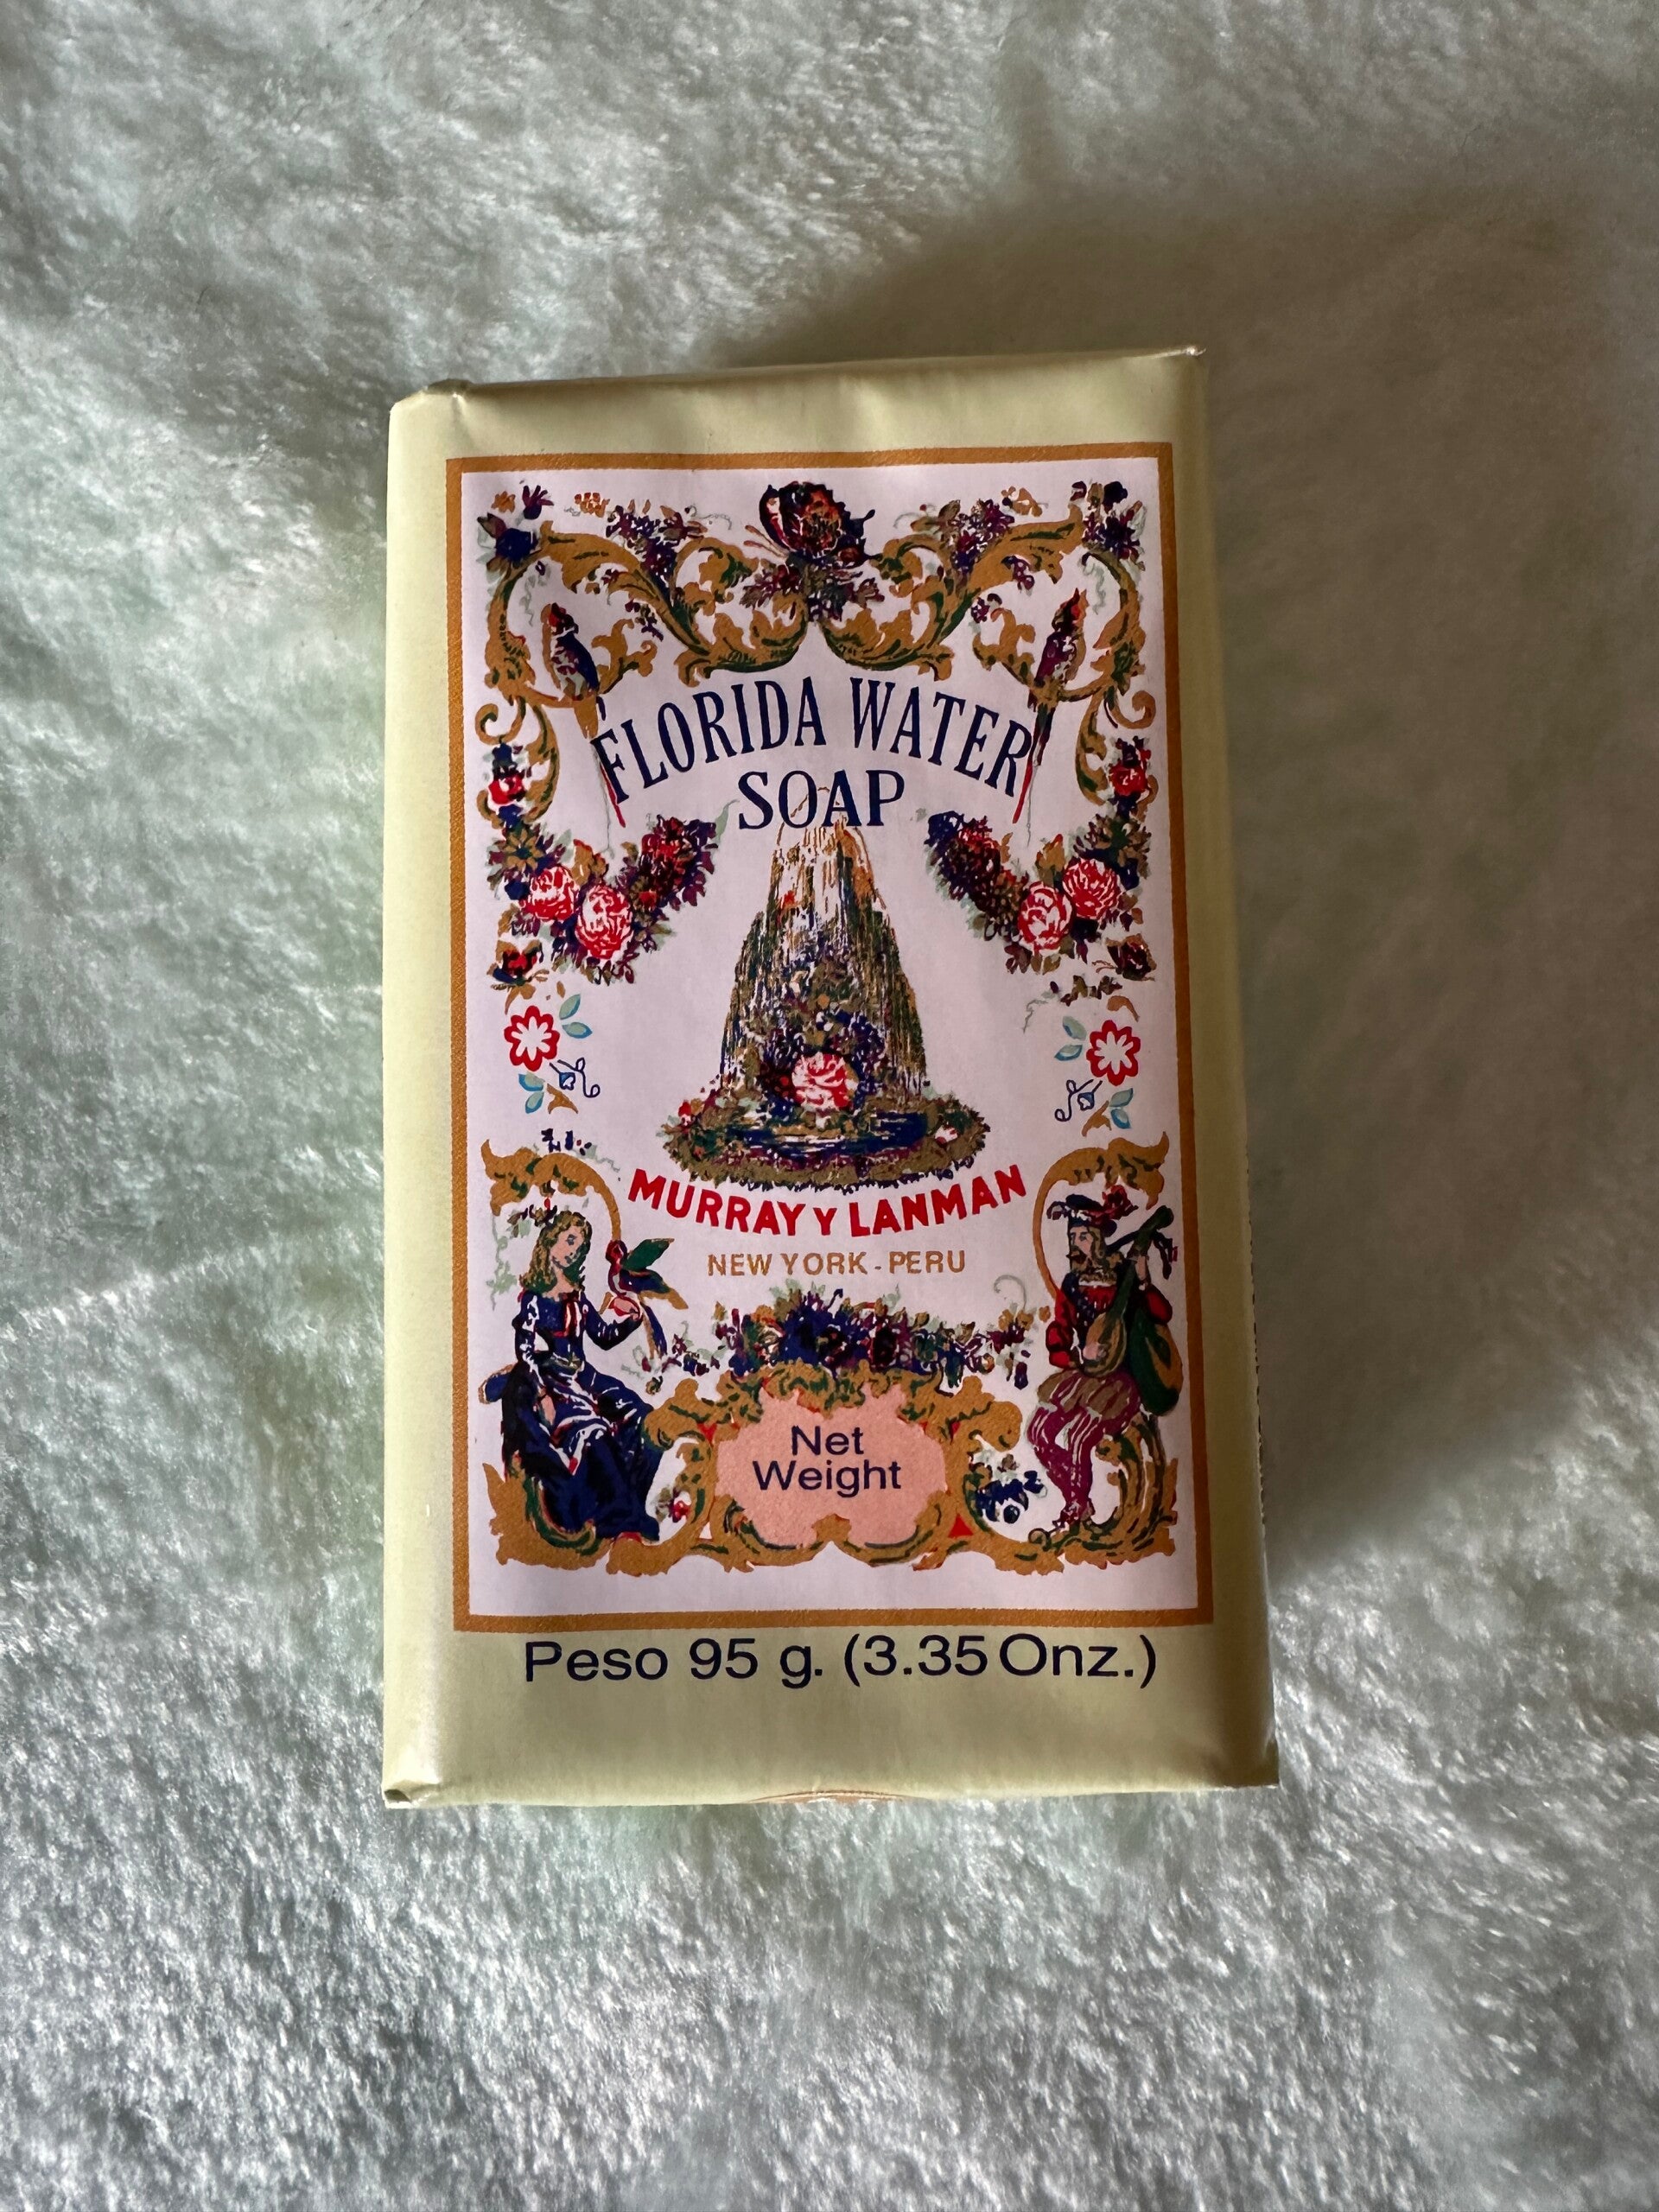 FLORIDA WATER
SOAP
MURRAY Y LANMAN
NEW YORK - PERU
Net
Weight
Peso 95 g. (3.35 Onz.)